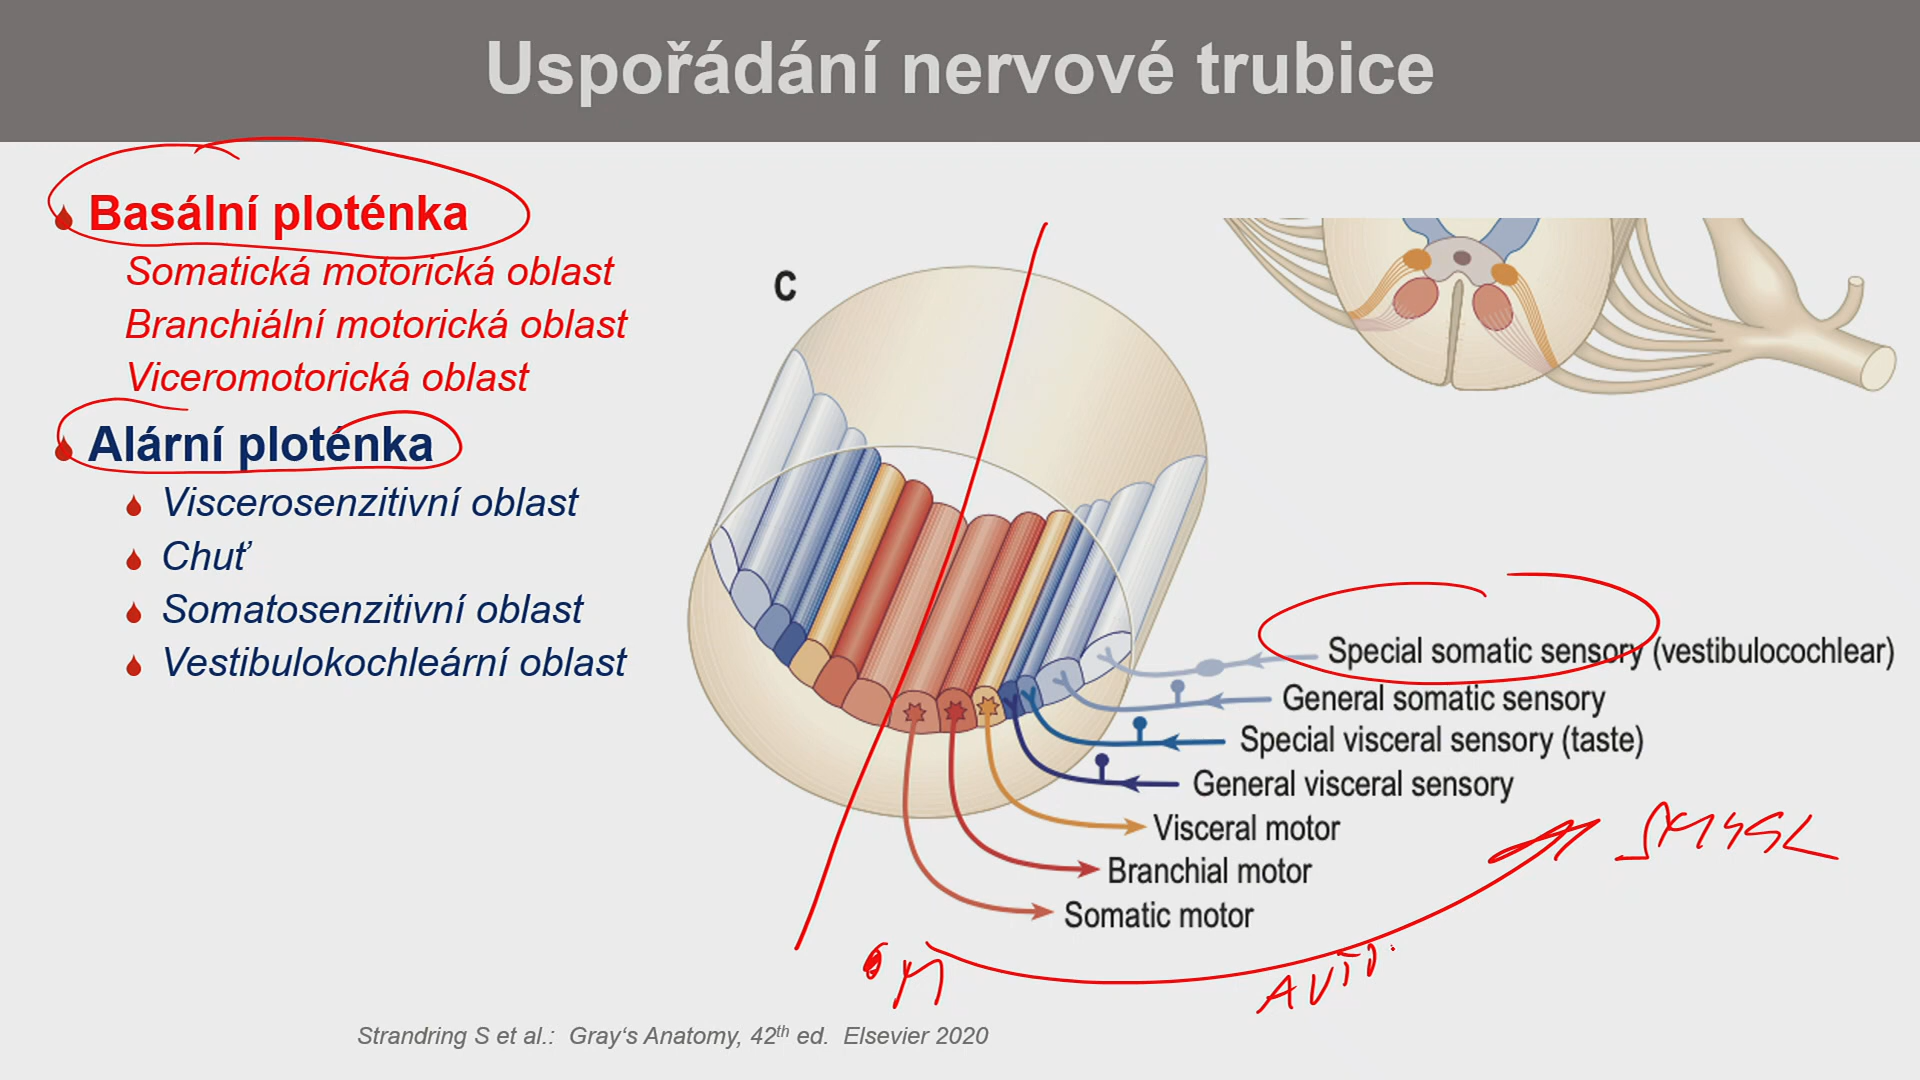 Uspořádání nervové trubice
Basální ploténka
Somatická motorická oblast
Branchiální motorická oblast
Viceromotorická oblast
Alární ploténka
Viscerosenzitivní oblast
Chuť
Somatosenzitivní oblast
Vestibulokochleární oblast
C
Special somatic sensory (vestibulocochlear)
General somatic sensory
Special visceral sensory (taste)
General visceral sensory
Visceral motor
Branchial motor
Somatic motor
Strandring S et al.: Gray‘s Anatomy, 42th ed. Elsevier 2020